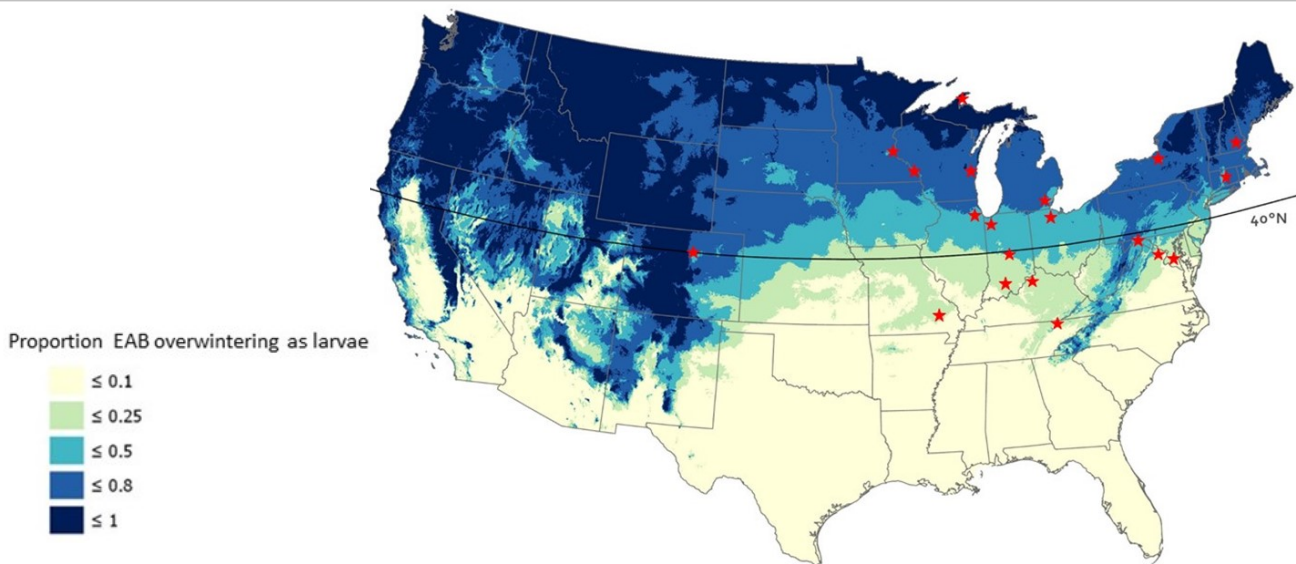 40°N
Proportion EAB overwintering as larvae
≤ 0.1
≤ 0.25
≤ 0.5
≤ 0.8
≤ 1